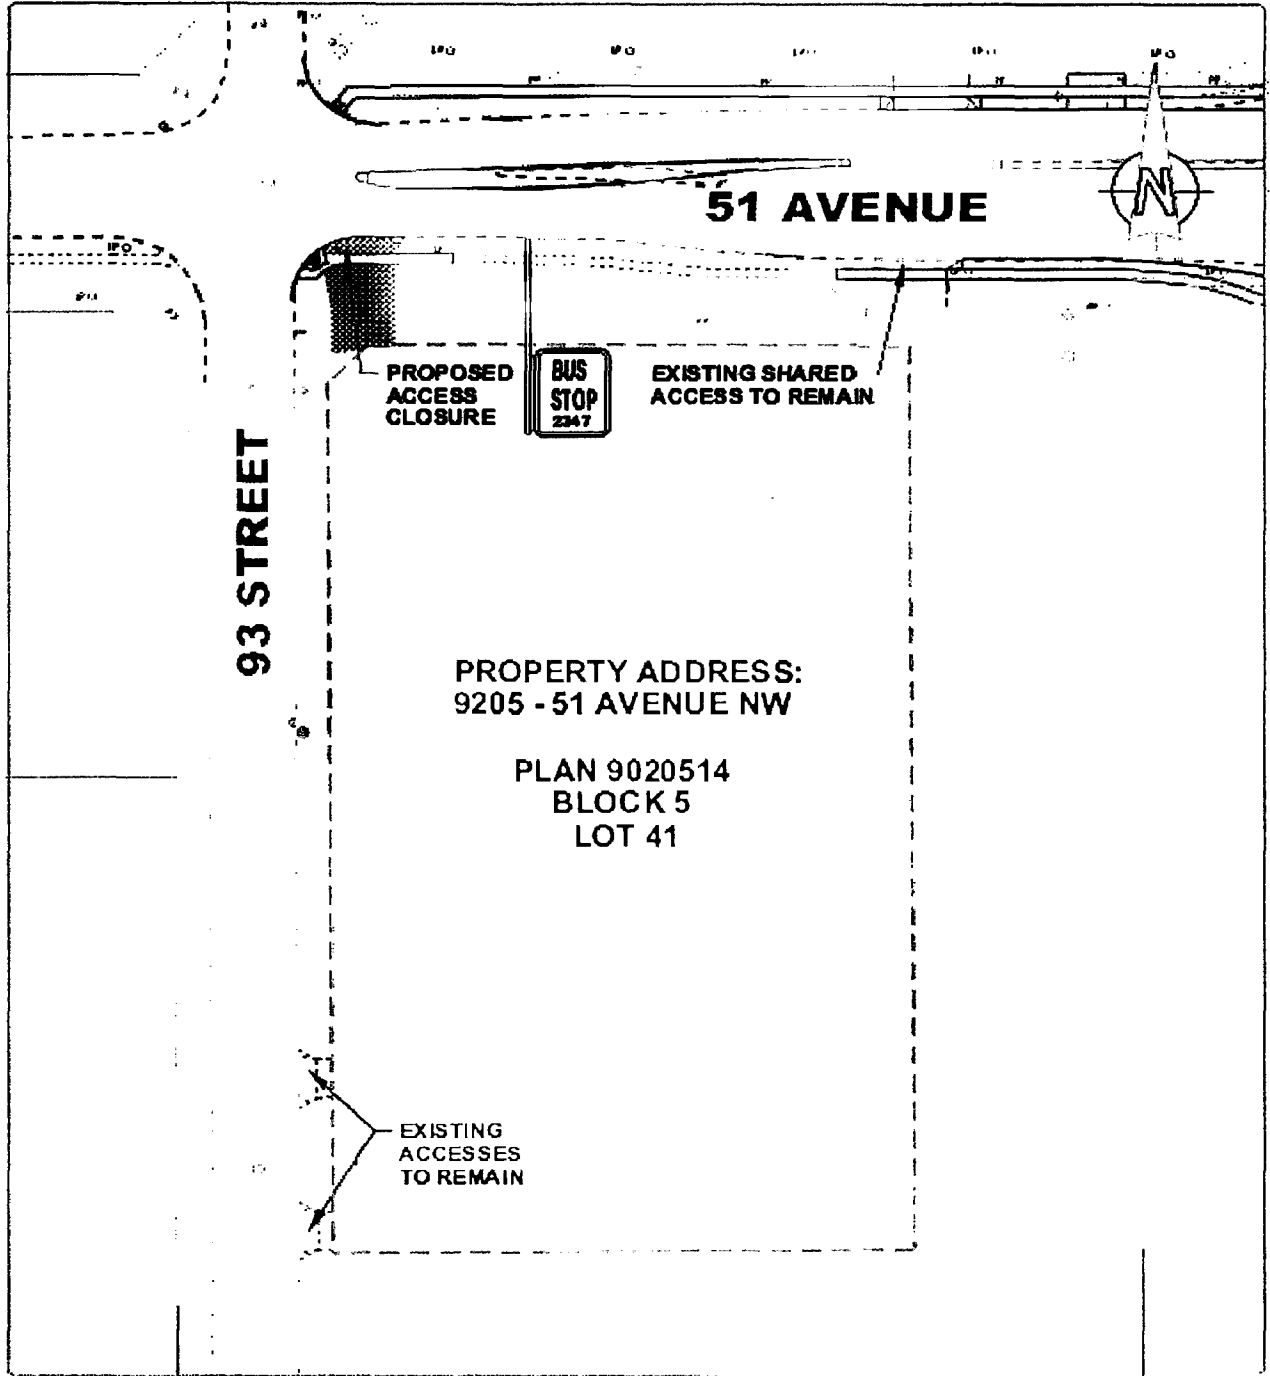 51 AVENUE
N
PROPOSED
ACCESS
CLOSURE
BUS
STOP
2347
EXISTING SHARED
ACCESS TO REMAIN
93 STREET
PROPERTY ADDRESS:
9205 - 51 AVENUE NW
PLAN 9020514
BLOCK 5
LOT 41
EXISTING
ACCESSES
TO REMAIN